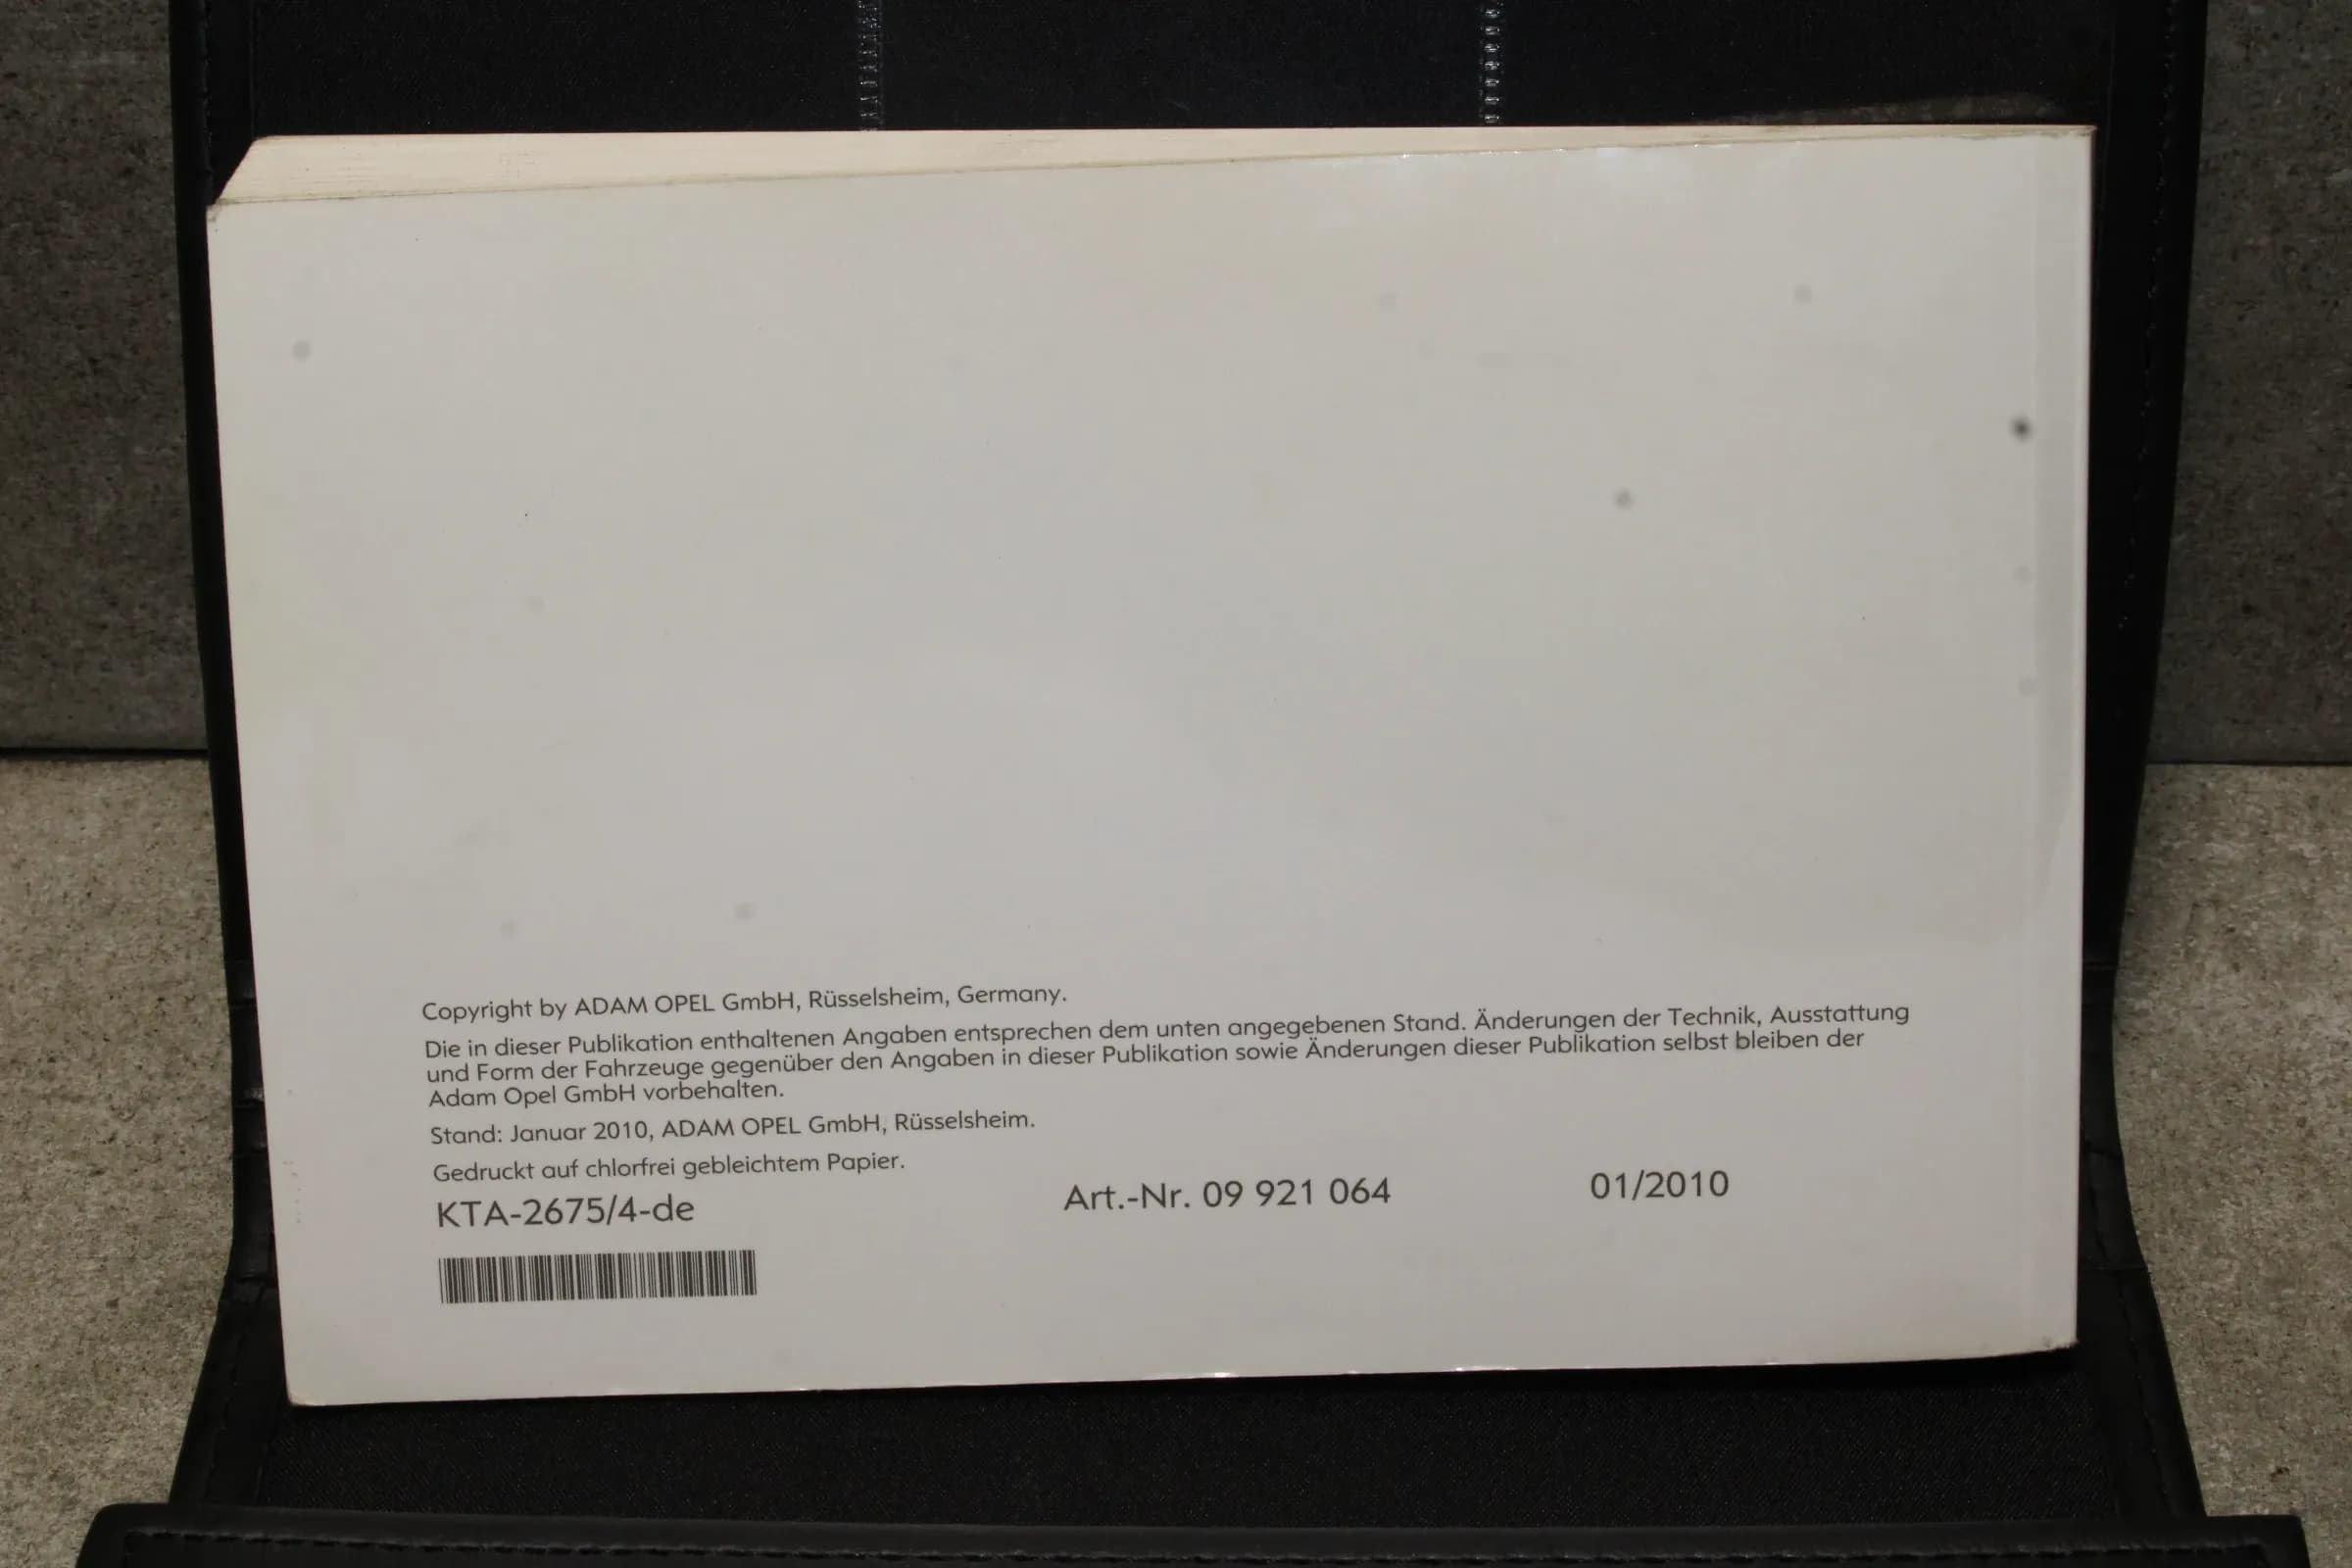 Copyright by ADAM OPEL GmbH, Rüsselsheim, Germany.
Die in dieser Publikation enthaltenen Angaben entsprechen dem unten angegebenen Stand. Änderungen der Technik, Ausstattung
und Form der Fahrzeuge gegenüber den Angaben in dieser Publikation sowie Änderungen dieser Publikation selbst bleiben der
Adam Opel GmbH vorbehalten.
Stand: Januar 2010, ADAM OPEL GmbH, Rüsselsheim.
Gedruckt auf chlorfrei gebleichtem Papier.
KTA-2675/4-de Art.-Nr. 09 921 064 01/2010